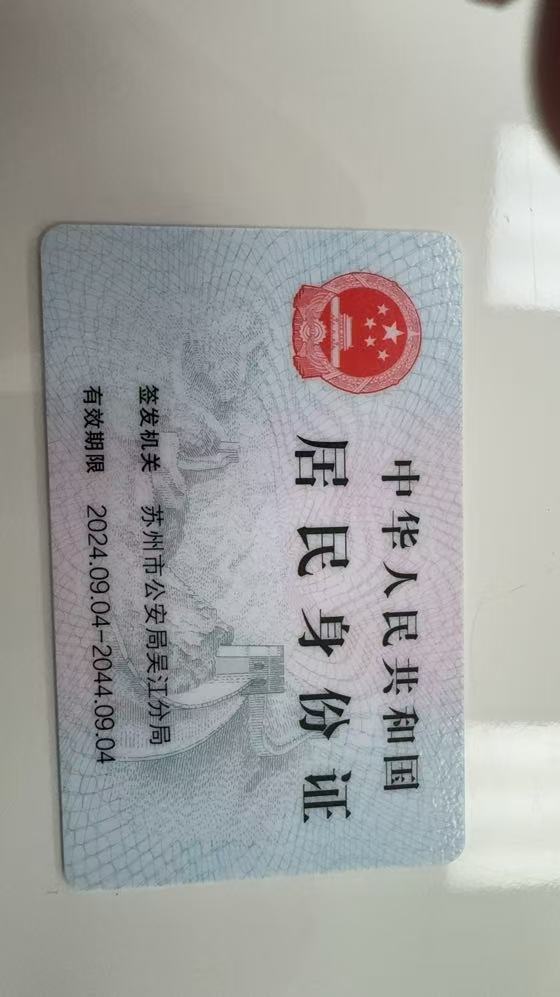 中华人民共和国
居民身份证
签发机关 苏州市公安局吴江分局
有效期限 2024.09.04-2044.09.04